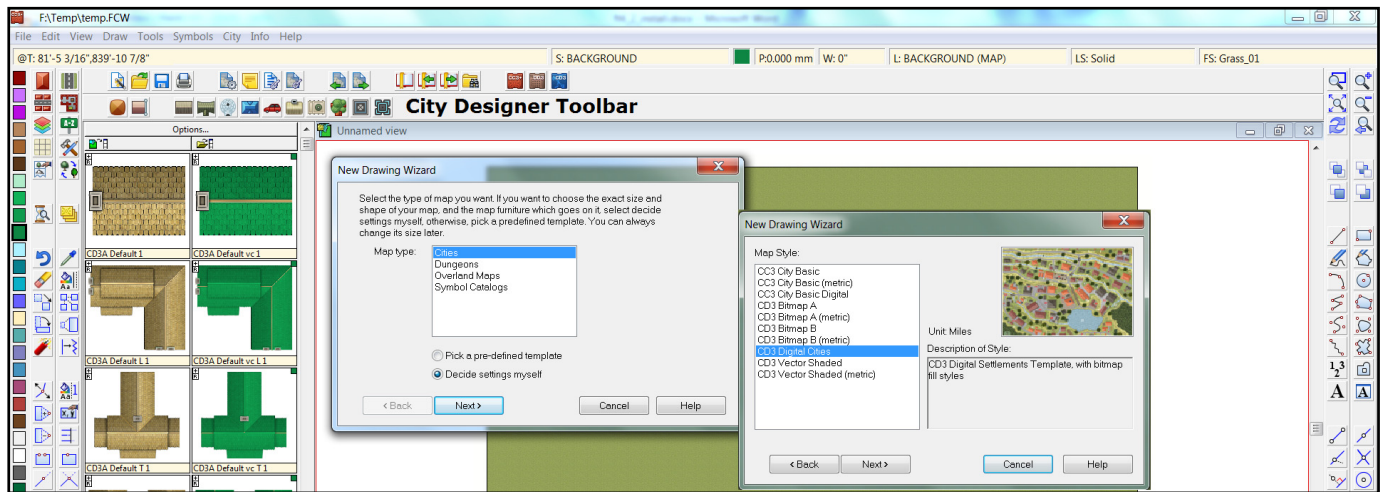 F:\Temp\temp.FCW
File Edit View Draw Tools Symbols City Info Help
@T: 81'-5 3/16",839'-10 7/8"
S: BACKGROUND
P:0.000 mm
W: 0"
L: BACKGROUND (MAP)
LS: Solid
FS: Grass_01
City Designer Toolbar
Options...
Unnamed view
CD3A Default 1
CD3A Default vc 1
CD3A Default L 1
CD3A Default vc L 1
CD3A Default T 1
CD3A Default vc T 1
New Drawing Wizard
Select the type of map you want. If you want to choose the exact size and
shape of your map, and the map furniture which goes on it, select decide
settings myself, otherwise, pick a predefined template. You can always
change its size later.
Map type:
Cities
Dungeons
Overland Maps
Symbol Catalogs
Pick a pre-defined template
Decide settings myself
< Back
Next >
Cancel
Help
New Drawing Wizard
Map Style:
CC3 City Basic
CC3 City Basic (metric)
CC3 City Basic Digital
CD3 Bitmap A
CD3 Bitmap A (metric)
CD3 Bitmap B
CD3 Bitmap B (metric)
CD3 Digital Cities
CD3 Vector Shaded
CD3 Vector Shaded (metric)
Unit: Miles
Description of Style:
CD3 Digital Settlements Template, with bitmap
fill styles
< Back
Next >
Cancel
Help